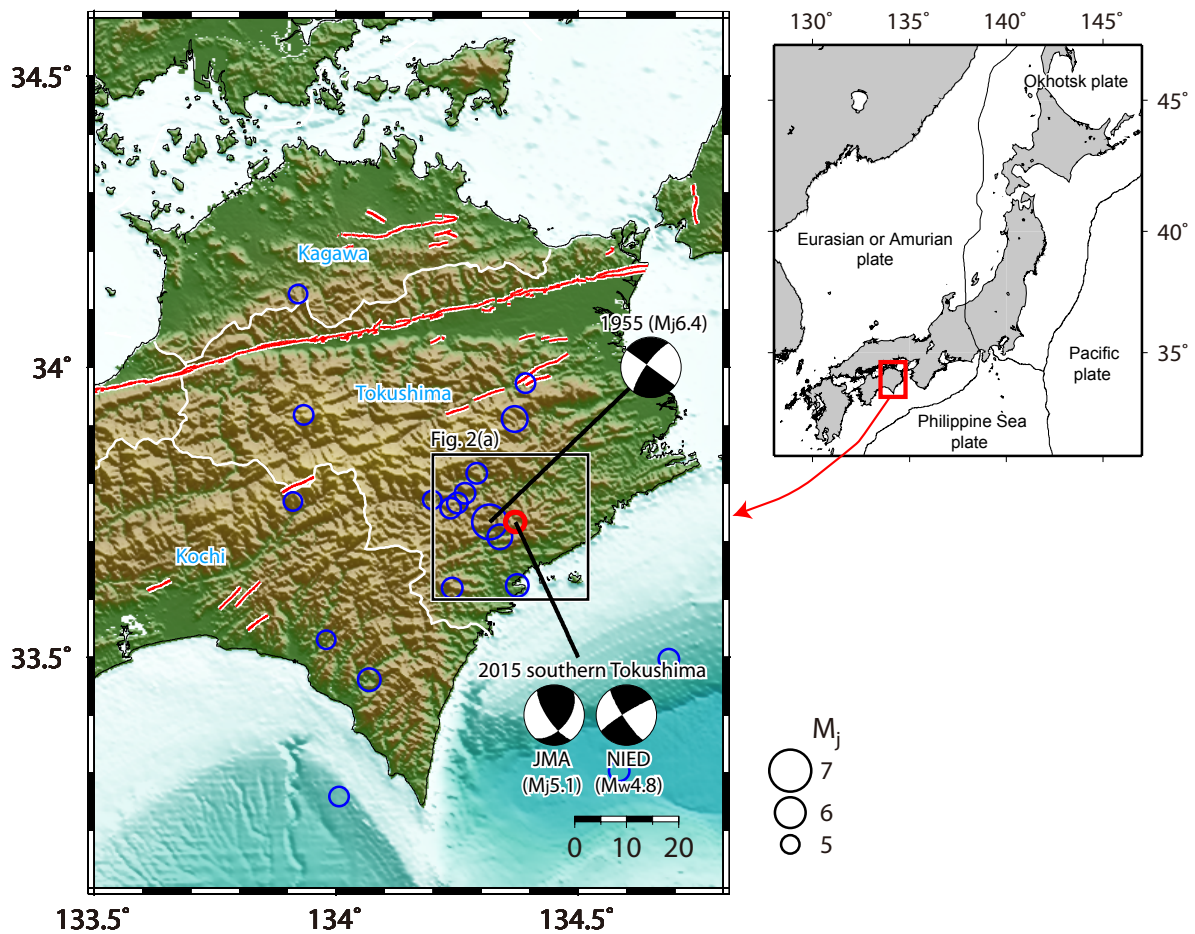 34.5°
34°
33.5°
133.5°
134°
134.5°
Kagawa
1955 (Mj6.4)
Tokushima
Fig. 2(a)
Kochi
2015 southern Tokushima
JMA
(Mj5.1)
NIED
(Mw4.8)
0 10 20
130°
135°
140°
145°
45°
40°
35°
Okhotsk plate
Eurasian or Amurian
plate
Pacific
plate
Philippine Sea
plate
Mj
7
6
5